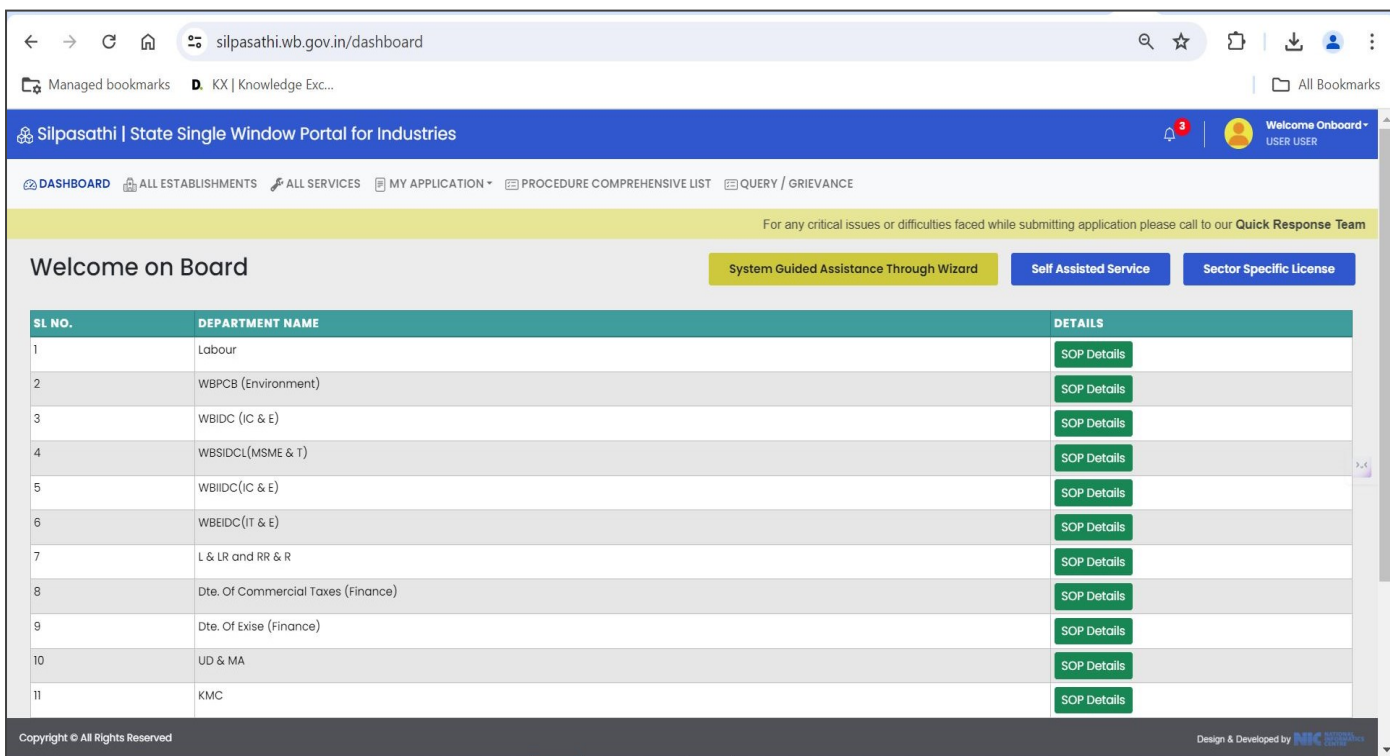 silpasathi.wb.gov.in/dashboard
Managed bookmarks D. KX | Knowledge Exc... All Bookmarks
Silpasathi | State Single Window Portal for Industries 3 Welcome Onboard
USER USER
DASHBOARD ALL ESTABLISHMENTS ALL SERVICES MY APPLICATION PROCEDURE COMPREHENSIVE LIST QUERY / GRIEVANCE
For any critical issues or difficulties faced while submitting application please call to our Quick Response Team
Welcome on Board System Guided Assistance Through Wizard Self Assisted Service Sector Specific License
SL NO. DEPARTMENT NAME DETAILS
1 Labour SOP Details
2 WBPCB (Environment) SOP Details
3 WBIDC (IC & E) SOP Details
4 WBSIDCL(MSME & T) SOP Details
5 WBIIDC(IC & E) SOP Details
6 WBEIDC(IT & E) SOP Details
7 L & LR and RR & R SOP Details
8 Dte. Of Commercial Taxes (Finance) SOP Details
9 Dte. Of Exise (Finance) SOP Details
10 UD & MA SOP Details
11 KMC SOP Details
Copyright © All Rights Reserved Design & Developed by NIC NATIONAL INFORMATICS CENTRE